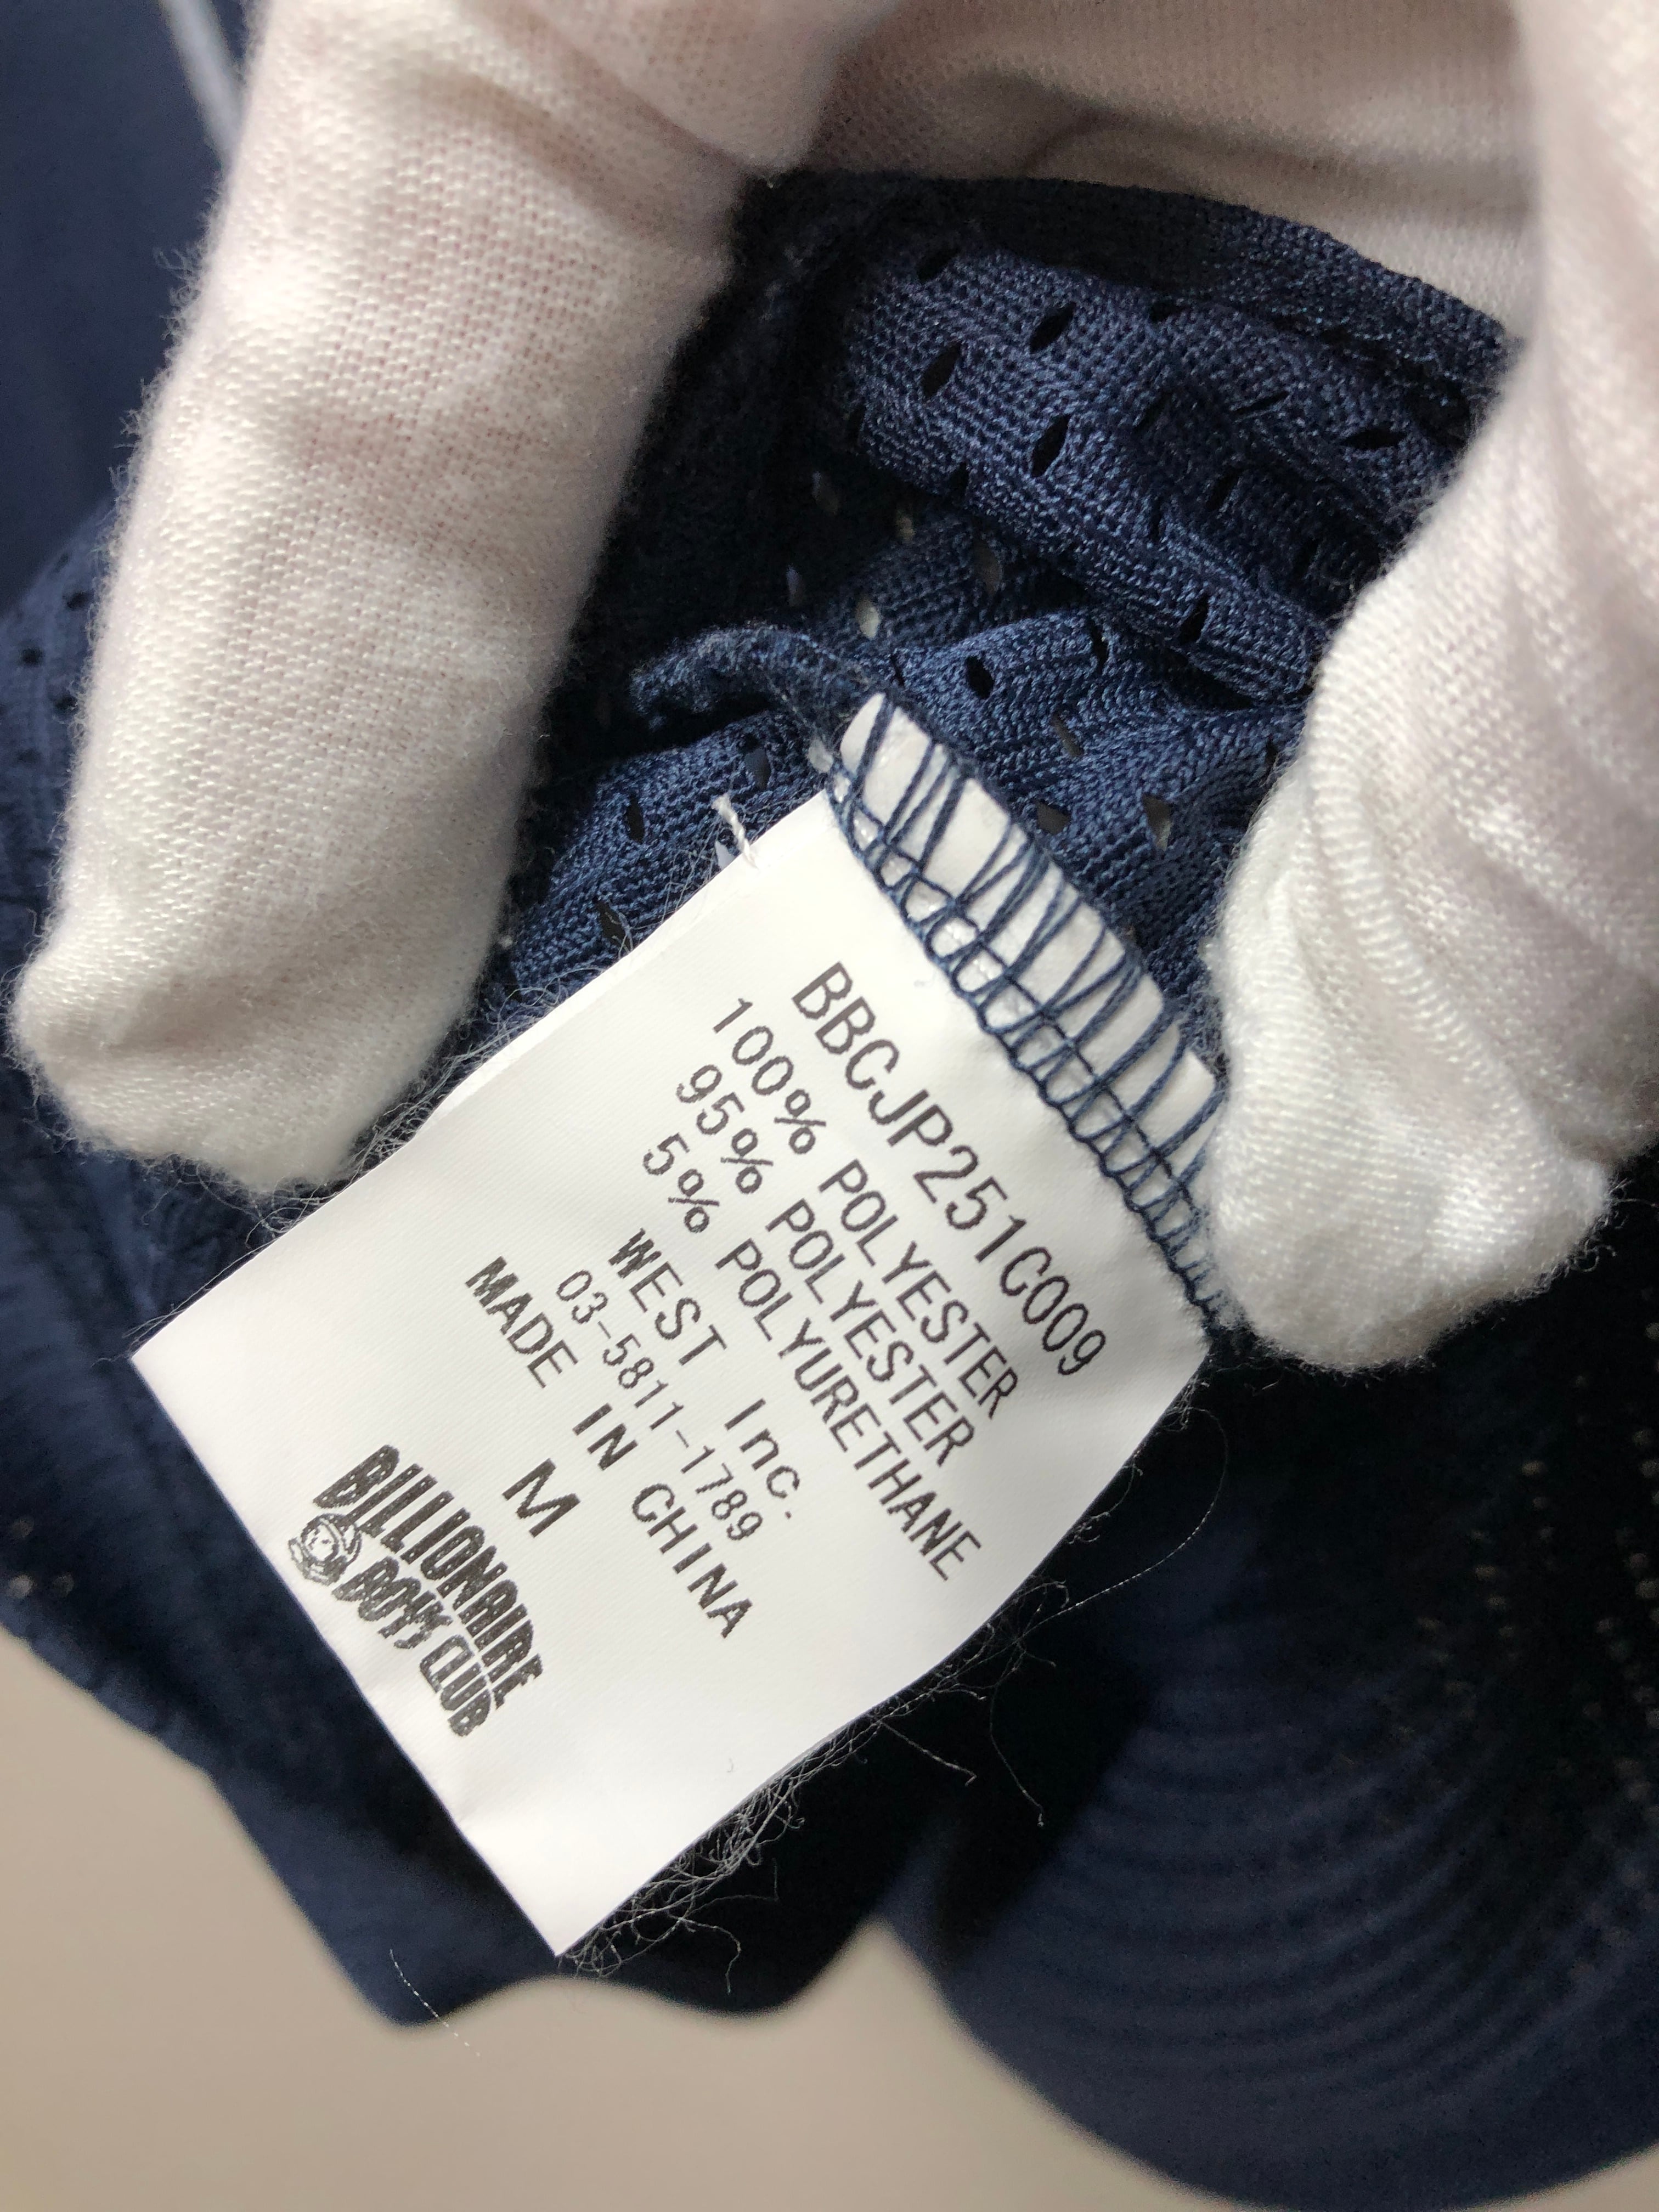 BBCJP251C009
100% POLYESTER
95% POLYESTER
5% POLYURETHANE
WEST Inc.
03-5811-1789
MADE IN CHINA
M
BILLIONAIRE
BOYS CLUB